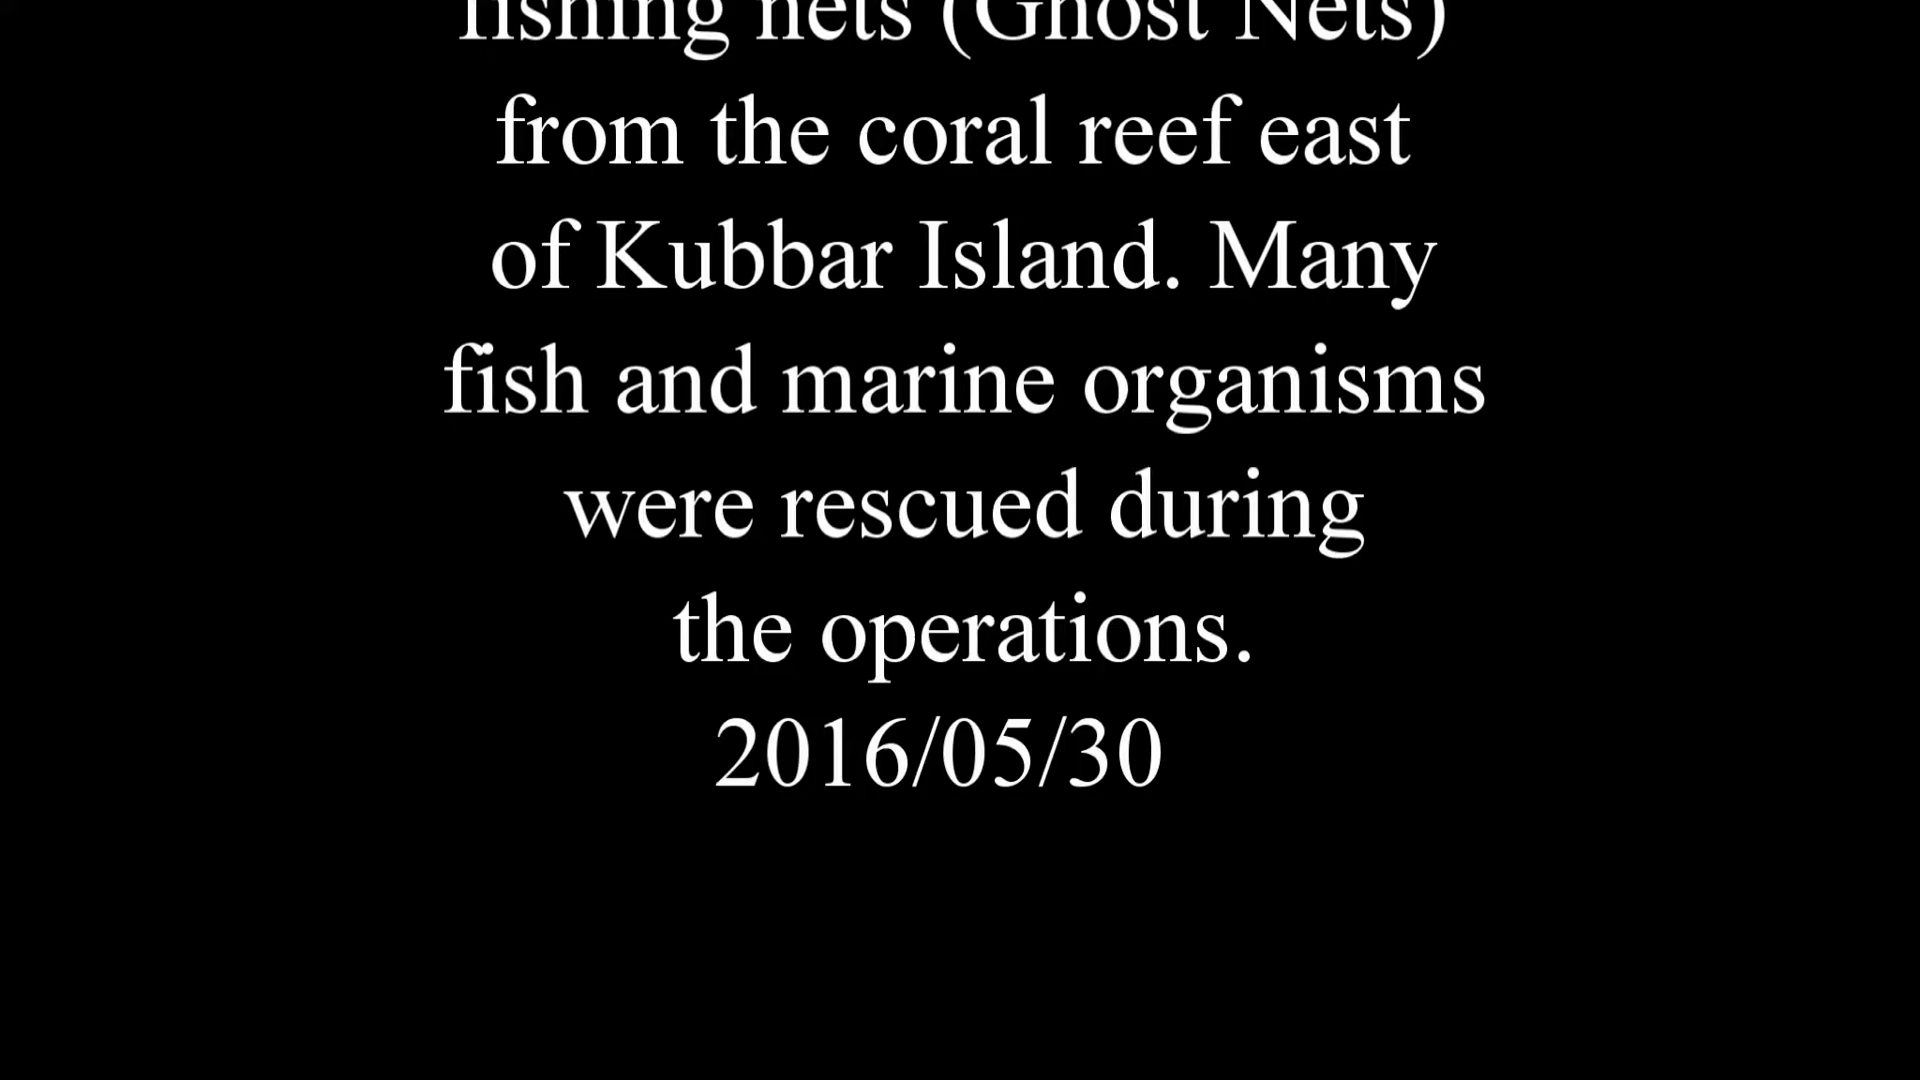 fishing nets (Ghost Nets)
from the coral reef east
of Kubbar Island. Many
fish and marine organisms
were rescued during
the operations.
2016/05/30